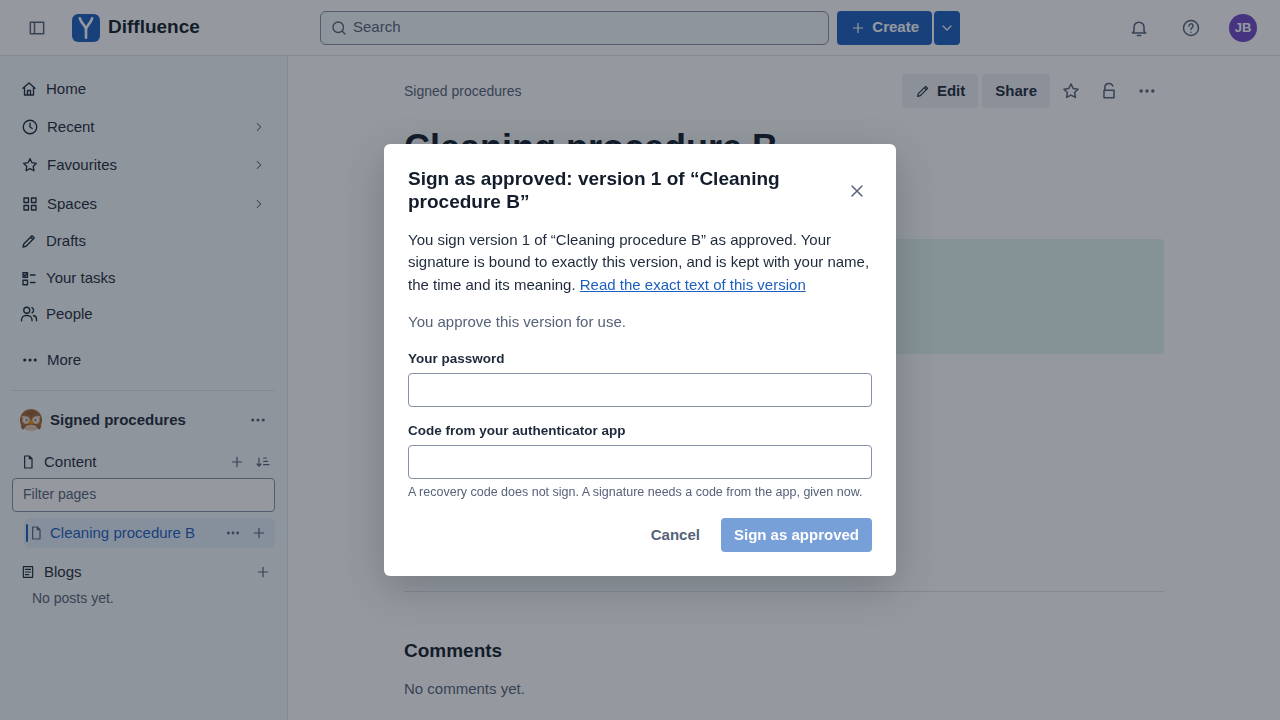 Diffluence
Search
Create
JB
Home
Recent
Favourites
Spaces
Drafts
Your tasks
People
More
Signed procedures
Content
Filter pages
Cleaning procedure B
Blogs
No posts yet.
Signed procedures
Edit
Share
Cleaning procedure B
Sign as approved: version 1 of “Cleaning
procedure B”
You sign version 1 of “Cleaning procedure B” as approved. Your
signature is bound to exactly this version, and is kept with your name,
the time and its meaning. Read the exact text of this version
You approve this version for use.
Your password
Code from your authenticator app
A recovery code does not sign. A signature needs a code from the app, given now.
Cancel
Sign as approved
Comments
No comments yet.